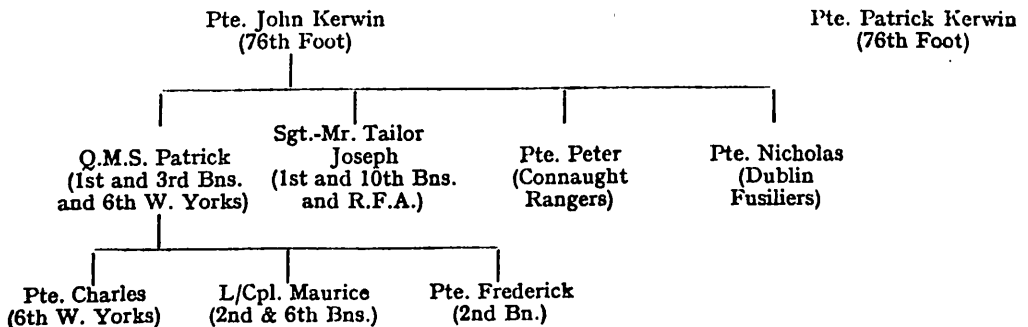 Pte. John Kerwin
(76th Foot)
Pte. Patrick Kerwin
(76th Foot)
Q.M.S. Patrick
(1st and 3rd Bns.
and 6th W. Yorks)
Sgt.-Mr. Tailor
Joseph
(1st and 10th Bns.
and R.F.A.)
Pte. Peter
(Connaught
Rangers)
Pte. Nicholas
(Dublin
Fusiliers)
Pte. Charles
(6th W. Yorks)
L/Cpl. Maurice
(2nd & 6th Bns.)
Pte. Frederick
(2nd Bn.)